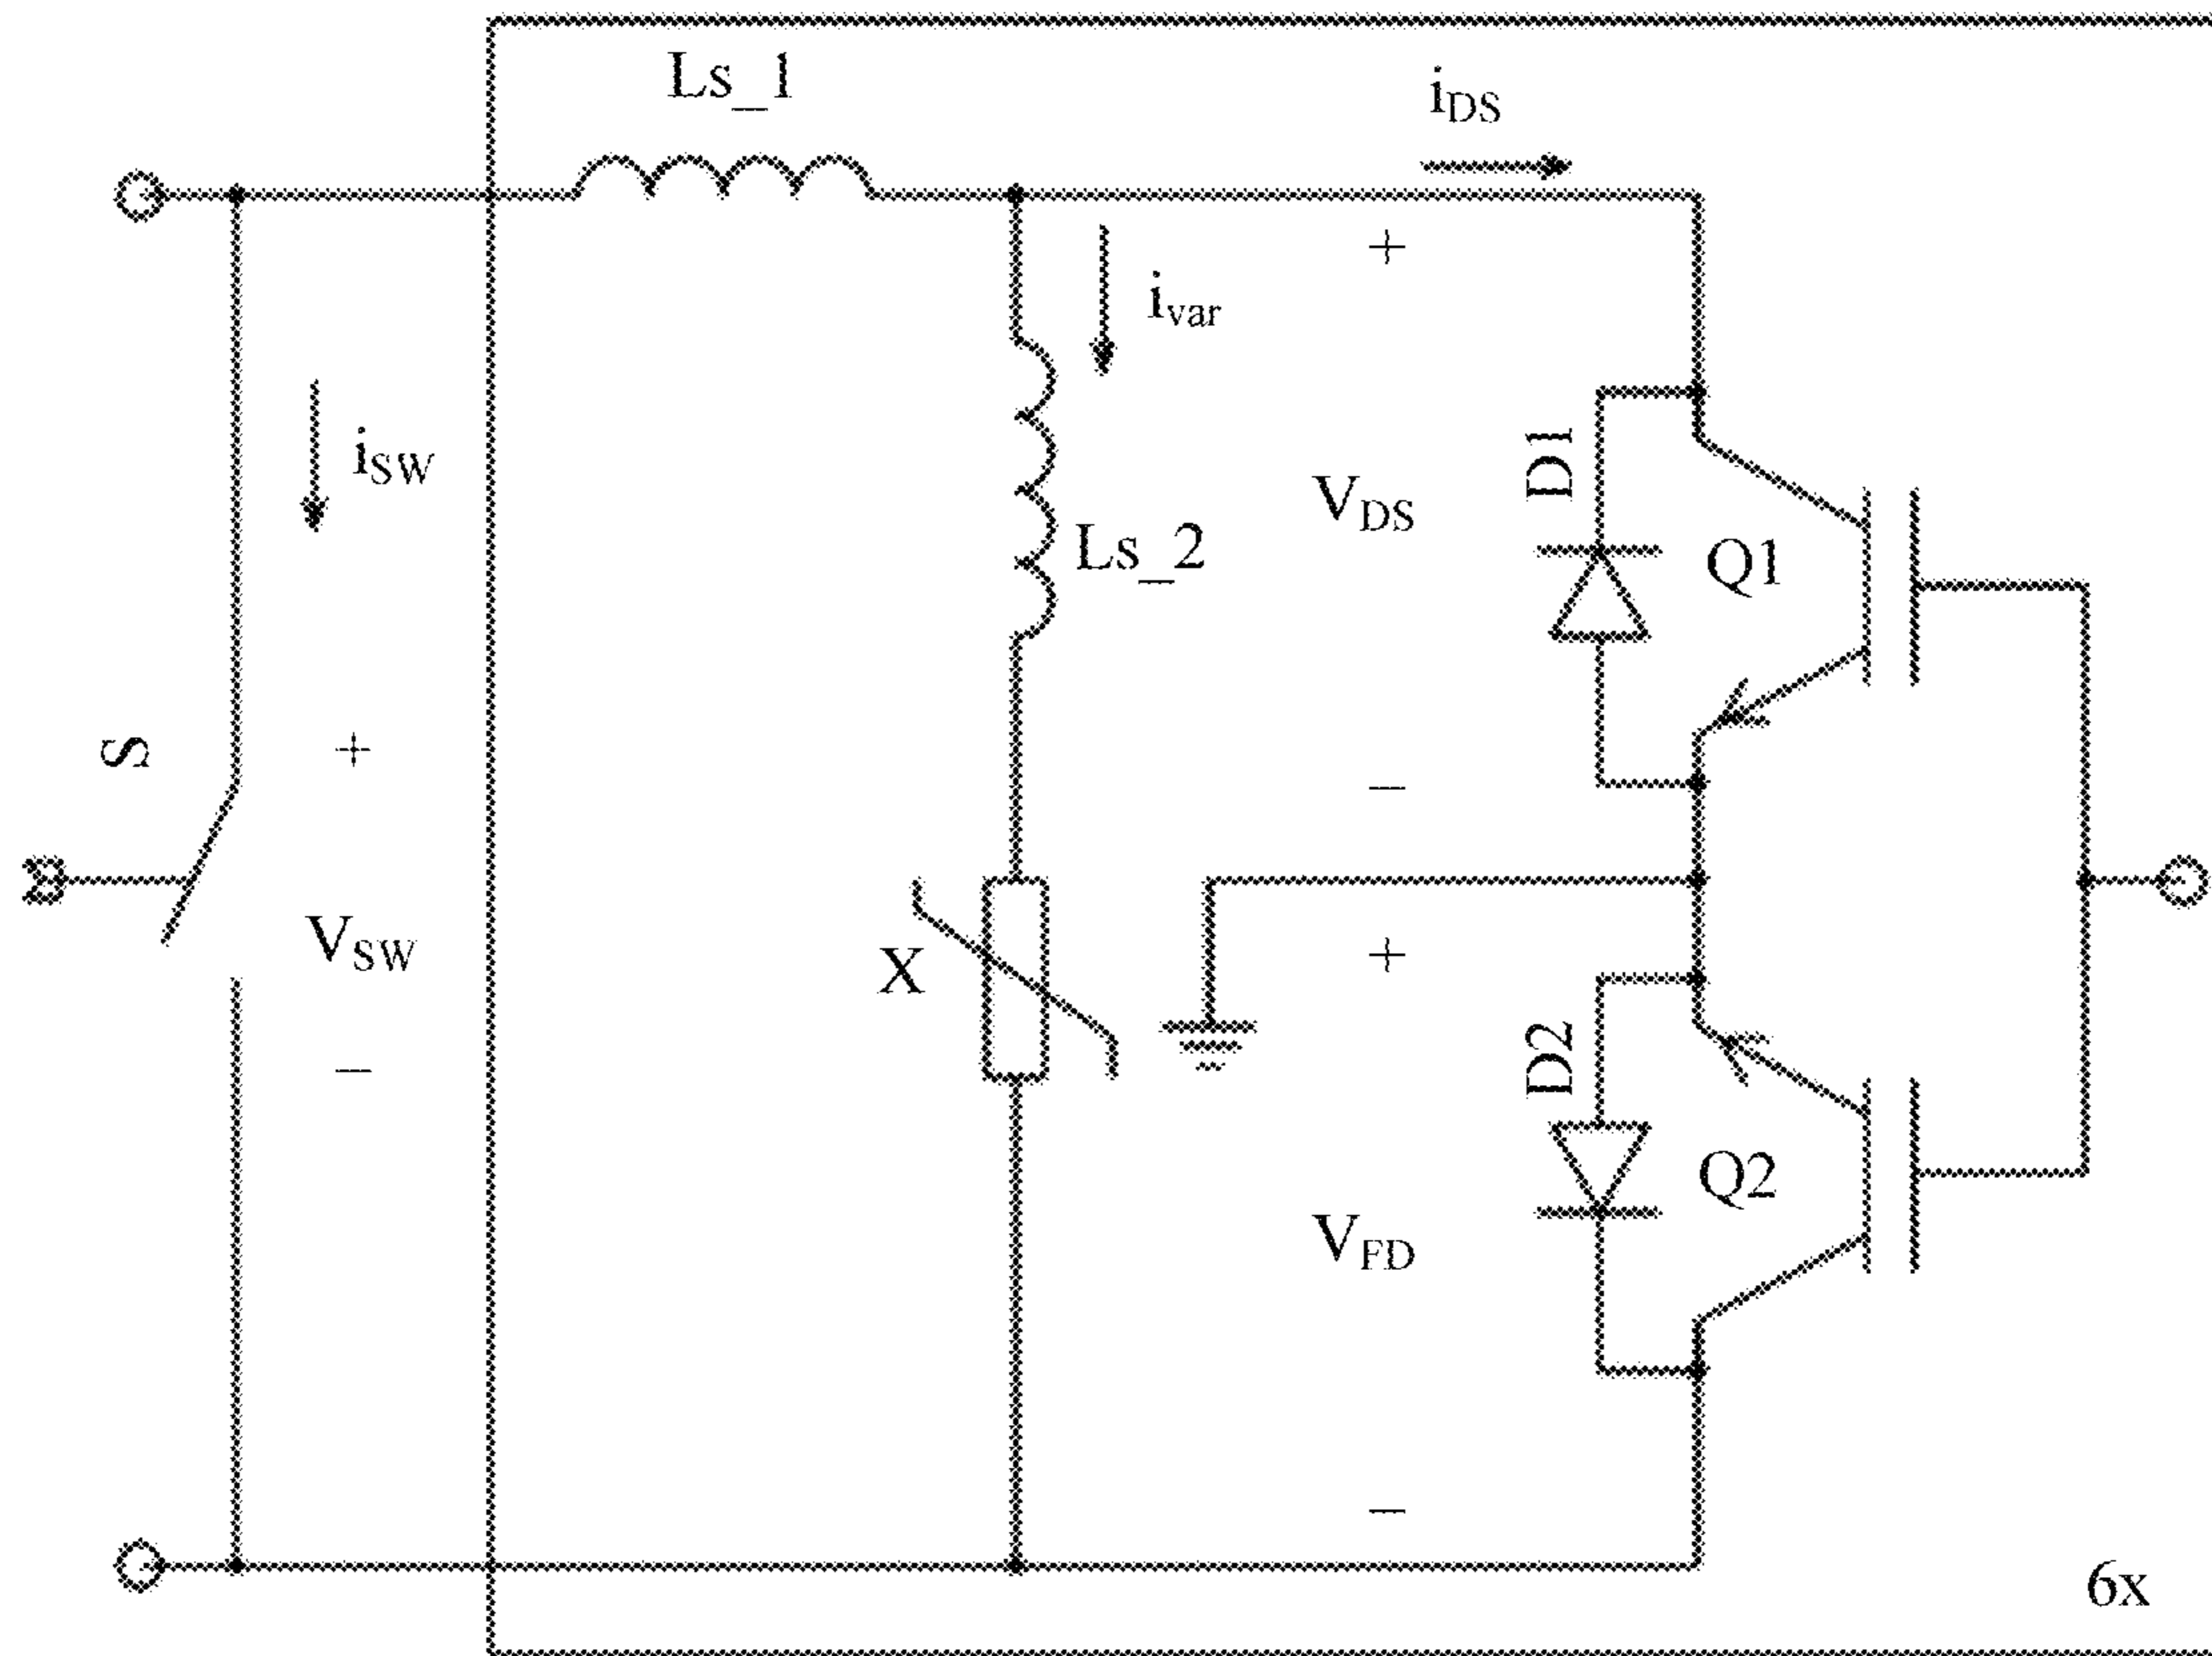 Ls_1
iDS
ivar
iSW
D1
VDS
Q1
Ls_2
+
−
S
+
VSW
−
X
+
−
D2
Q2
VFD
6x